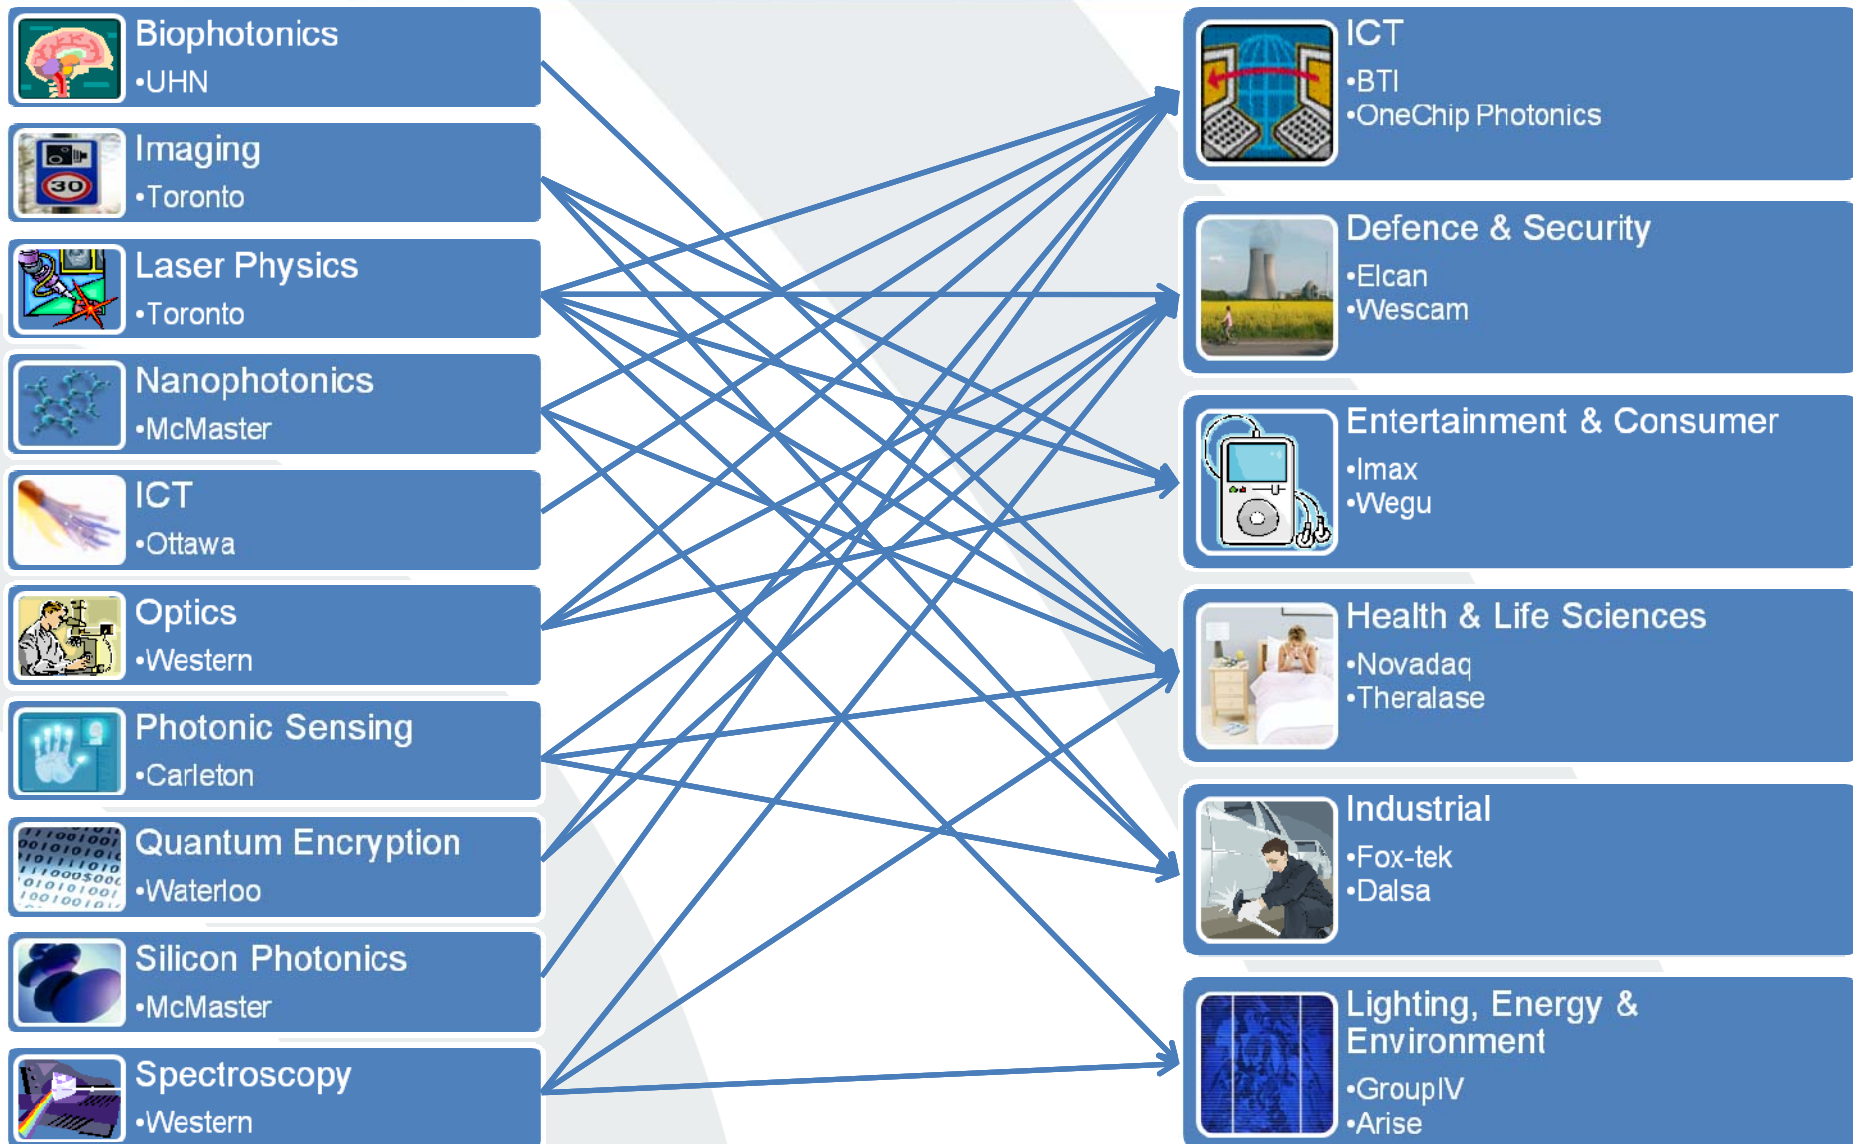 Biophotonics
•UHN
Imaging
30
•Toronto
Laser Physics
•Toronto
Nanophotonics
•McMaster
ICT
•Ottawa
Optics
•Western
Photonic Sensing
•Carleton
Quantum Encryption
•Waterloo
Silicon Photonics
•McMaster
Spectroscopy
•Western
ICT
•BTI
•OneChip Photonics
Defence & Security
•Elcan
•Wescam
Entertainment & Consumer
•Imax
•Wegu
Health & Life Sciences
•Novadaq
•Theralase
Industrial
•Fox-tek
•Dalsa
Lighting, Energy &
Environment
•GroupIV
•Arise